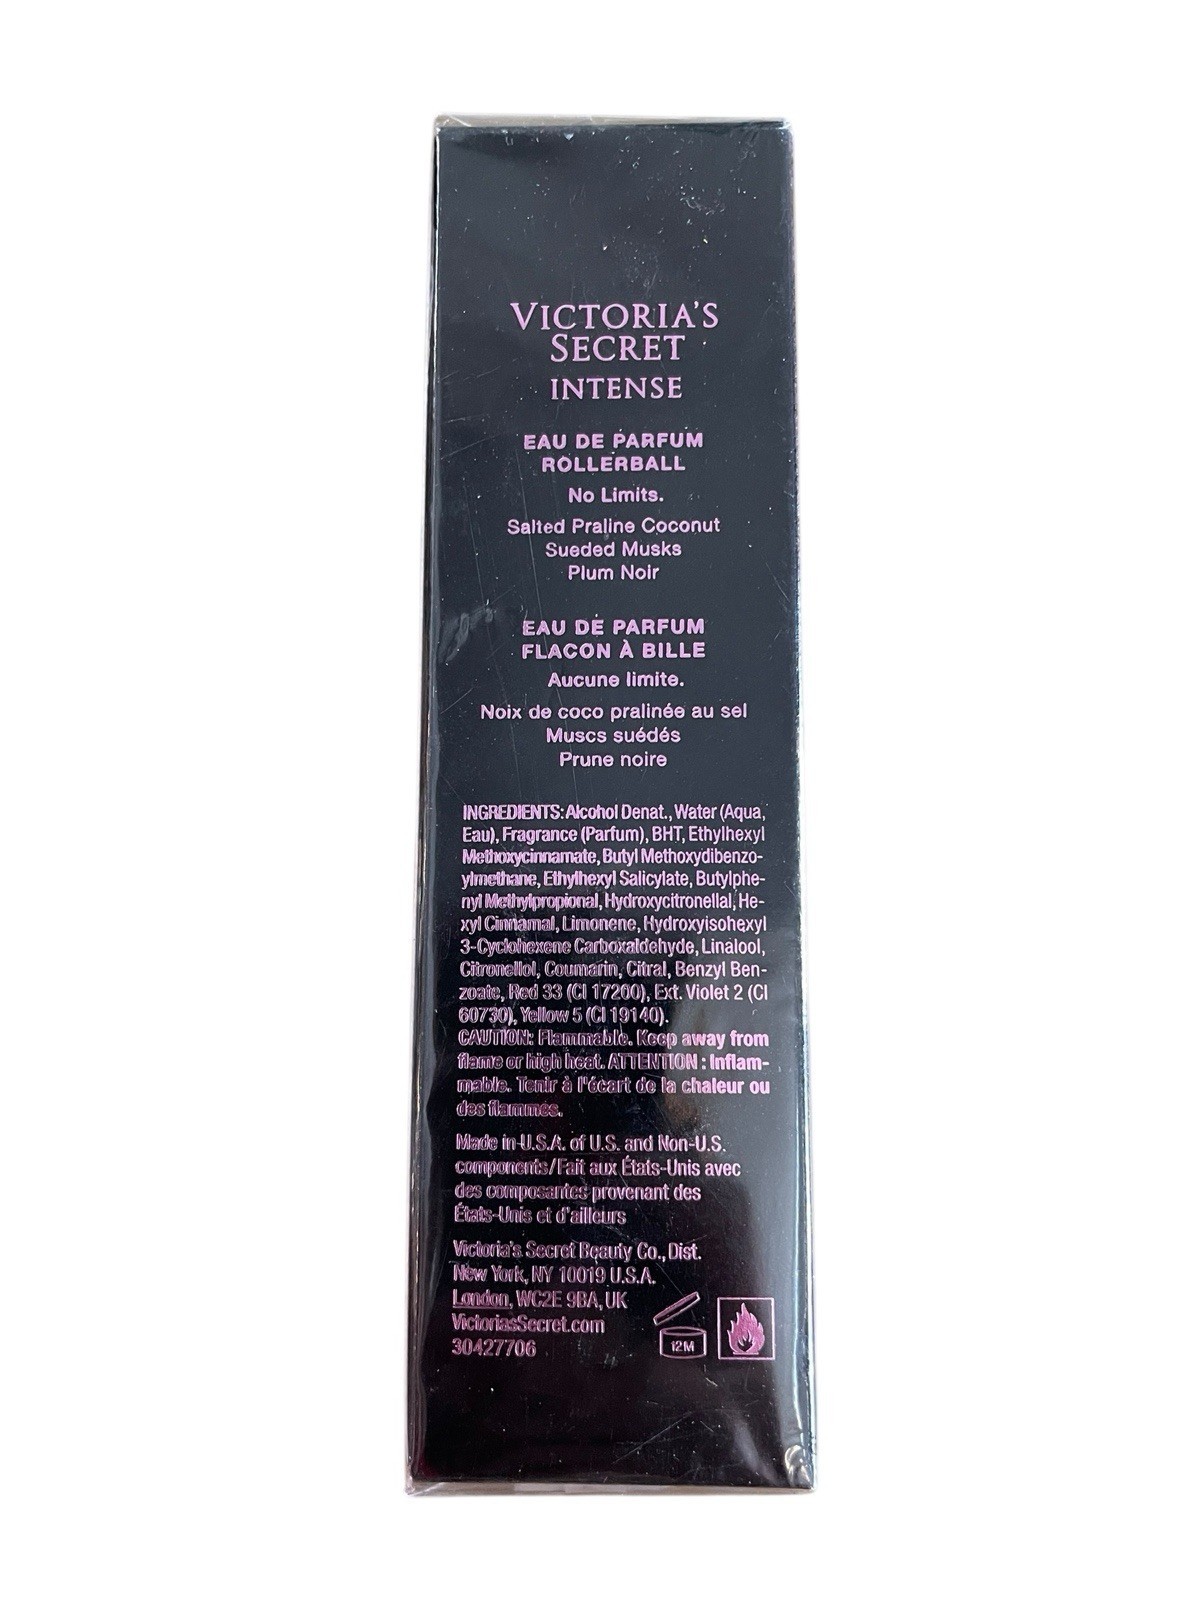 VICTORIA'S
SECRET
INTENSE
EAU DE PARFUM
ROLLERBALL
No Limits.
Salted Praline Coconut
Sueded Musks
Plum Noir
EAU DE PARFUM
FLACON À BILLE
Aucune limite.
Noix de coco pralinée au sel
Muscs suédés
Prune noire
INGREDIENTS: Alcohol Denat., Water (Aqua,
Eau), Fragrance (Parfum), BHT, Ethylhexyl
Methoxycinnamate, Butyl Methoxydibenzo-
ylmethane, Ethylhexyl Salicylate, Butylphe-
nyl Methylpropional, Hydroxycitronellal, He-
xyl Cinnamal, Limonene, Hydroxyisohexyl
3-Cyclohexene Carboxaldehyde, Linalool,
Citronellol, Coumarin, Citral, Benzyl Ben-
zoate, Red 33 (CI 17200), Ext. Violet 2 (CI
60730), Yellow 5 (CI 19140).
CAUTION: Flammable. Keep away from
flame or high heat. ATTENTION : Inflam-
mable. Tenir à l'écart de la chaleur ou
des flammes.
Made in U.S.A. of U.S. and Non-U.S.
components/Fait aux États-Unis avec
des composantes provenant des
États-Unis et d'ailleurs
Victoria's Secret Beauty Co., Dist.
New York, NY 10019 U.S.A.
London, WC2E 9BA, UK
VictoriasSecret.com
30427706
12M